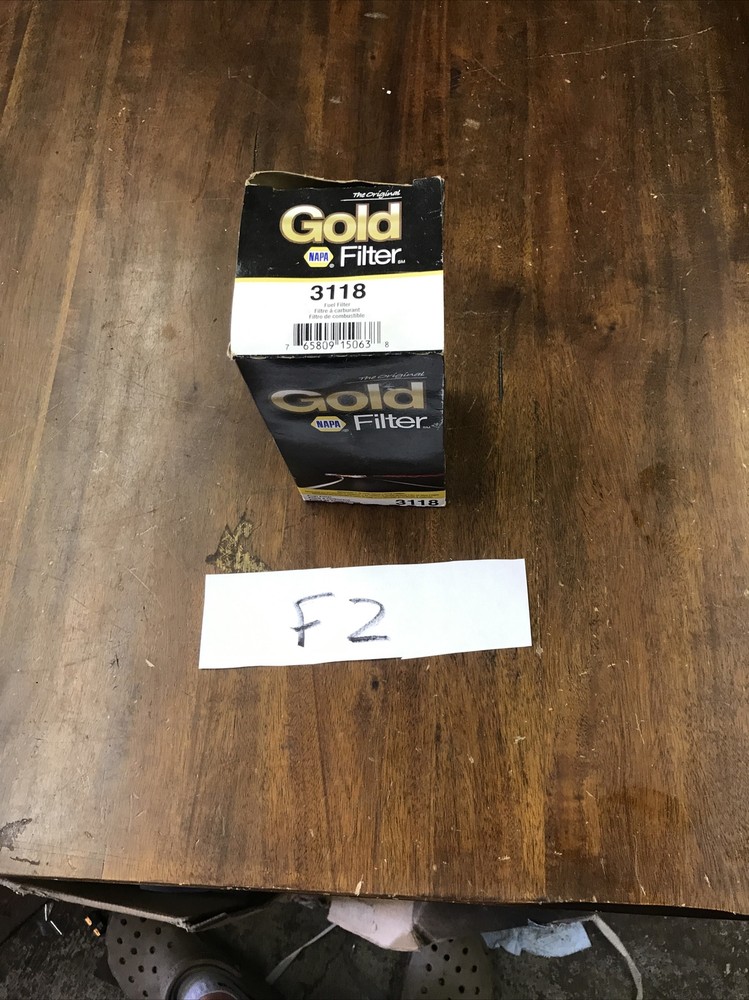 The Original
Gold
NAPA® Filter SM
3118
Fuel Filter
Filtre à carburant
Filtro de combustible
7 65809 15063 8
The Original
Gold
NAPA® Filter
3118
F2